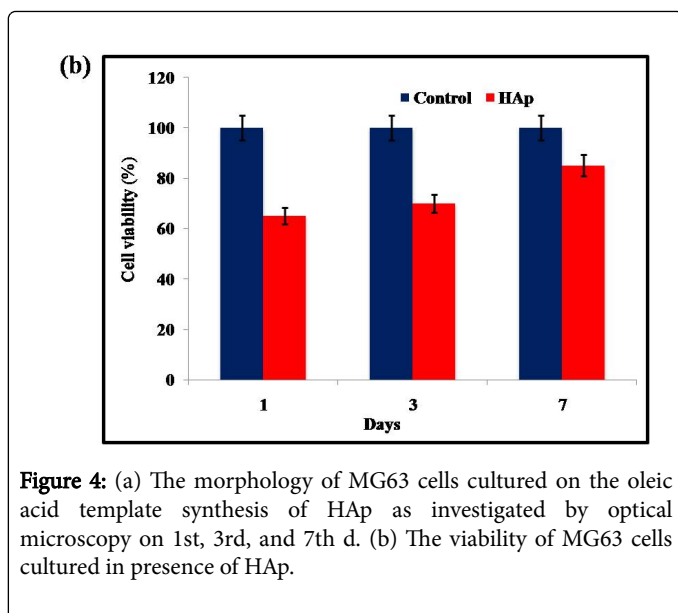 (b)
120
Control HAp
100
80
60
40
20
0
Cell viability (%)
1 3 7
Days
Figure 4: (a) The morphology of MG63 cells cultured on the oleic
acid template synthesis of HAp as investigated by optical
microscopy on 1st, 3rd, and 7th d. (b) The viability of MG63 cells
cultured in presence of HAp.